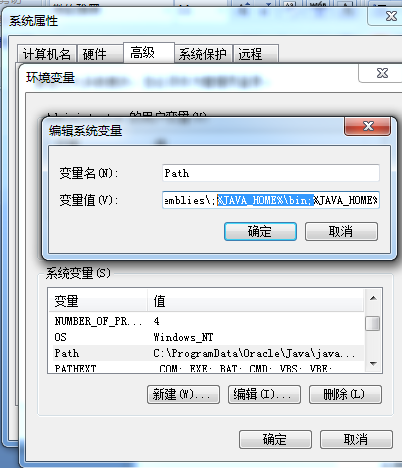 系统属性
计算机名 硬件 高级 系统保护 远程
环境变量
的用户变量(U)
编辑系统变量
变量名(N): Path
变量值(V): emblies\;%JAVA_HOME%\bin;%JAVA_HOME%
确定 取消
系统变量(S)
变量 值
NUMBER_OF_PR... 4
OS Windows_NT
Path C:\ProgramData\Oracle\Java\java...
PATHEXT .COM;.EXE;.BAT;.CMD;.VBS;.VBE;
新建(W)... 编辑(I)... 删除(L)
确定 取消